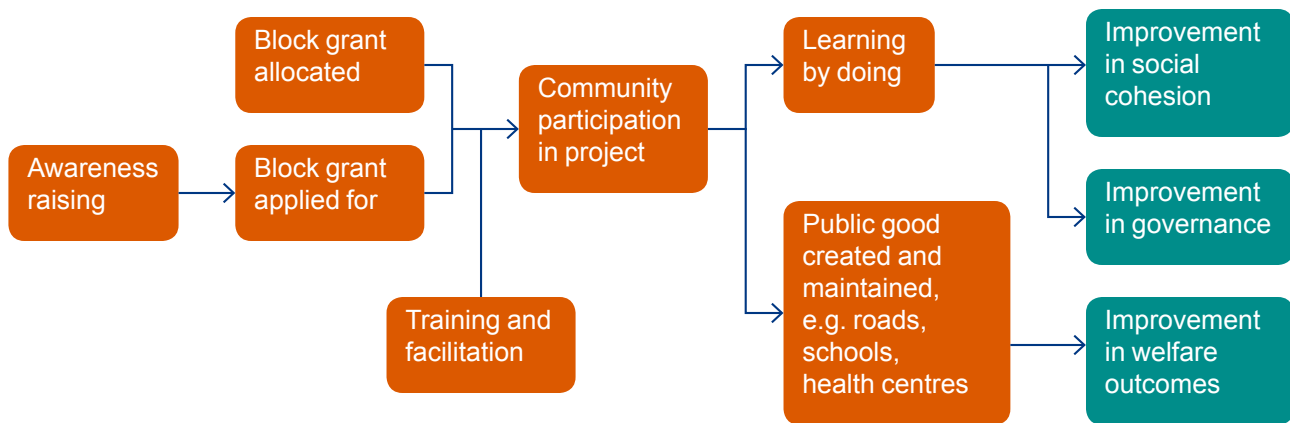 Block grant
allocated
Awareness
raising
Block grant
applied for
Training and
facilitation
Community
participation
in project
Learning
by doing
Public good
created and
maintained,
e.g. roads,
schools,
health centres
Improvement
in social
cohesion
Improvement
in governance
Improvement
in welfare
outcomes